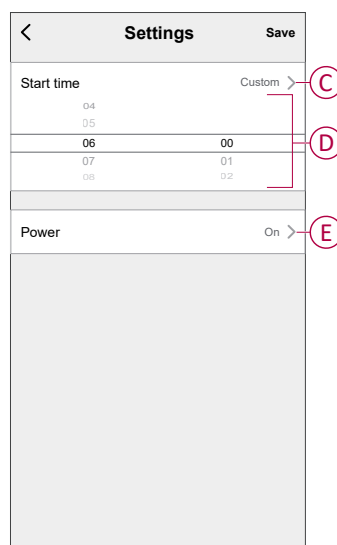 Settings Save
Start time Custom C
04
05
06 00 D
07 01
08 02
Power On E